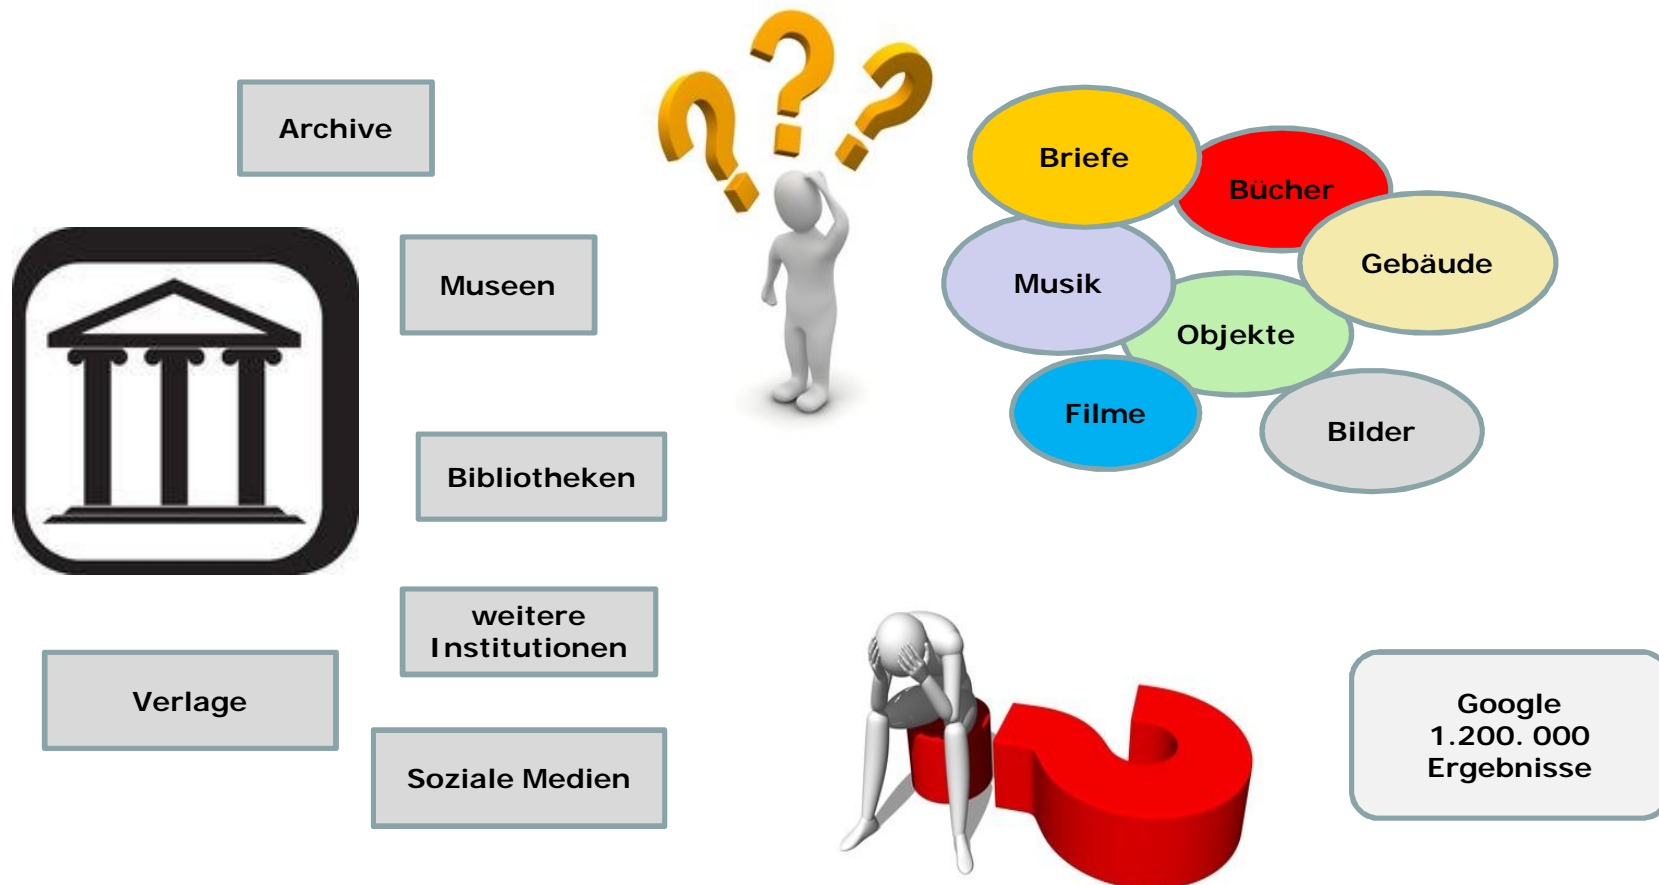 Archive
Museen
Bibliotheken
weitere
Institutionen
Verlage
Soziale Medien
Briefe
Bücher
Gebäude
Musik
Objekte
Filme
Bilder
Google
1.200. 000
Ergebnisse